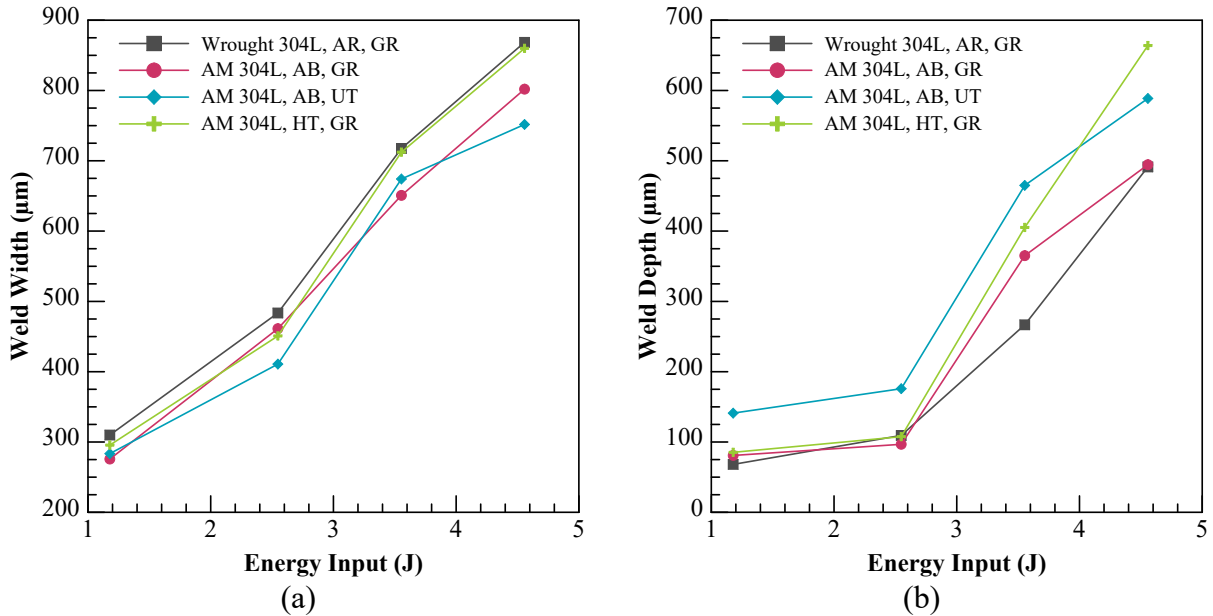 900
800
700
600
500
400
300
200
Weld Width (μm)
Wrought 304L, AR, GR
AM 304L, AB, GR
AM 304L, AB, UT
AM 304L, HT, GR
1 2 3 4 5
Energy Input (J)
(a)
700
600
500
400
300
200
100
0
Weld Depth (μm)
Wrought 304L, AR, GR
AM 304L, AB, GR
AM 304L, AB, UT
AM 304L, HT, GR
1 2 3 4 5
Energy Input (J)
(b)